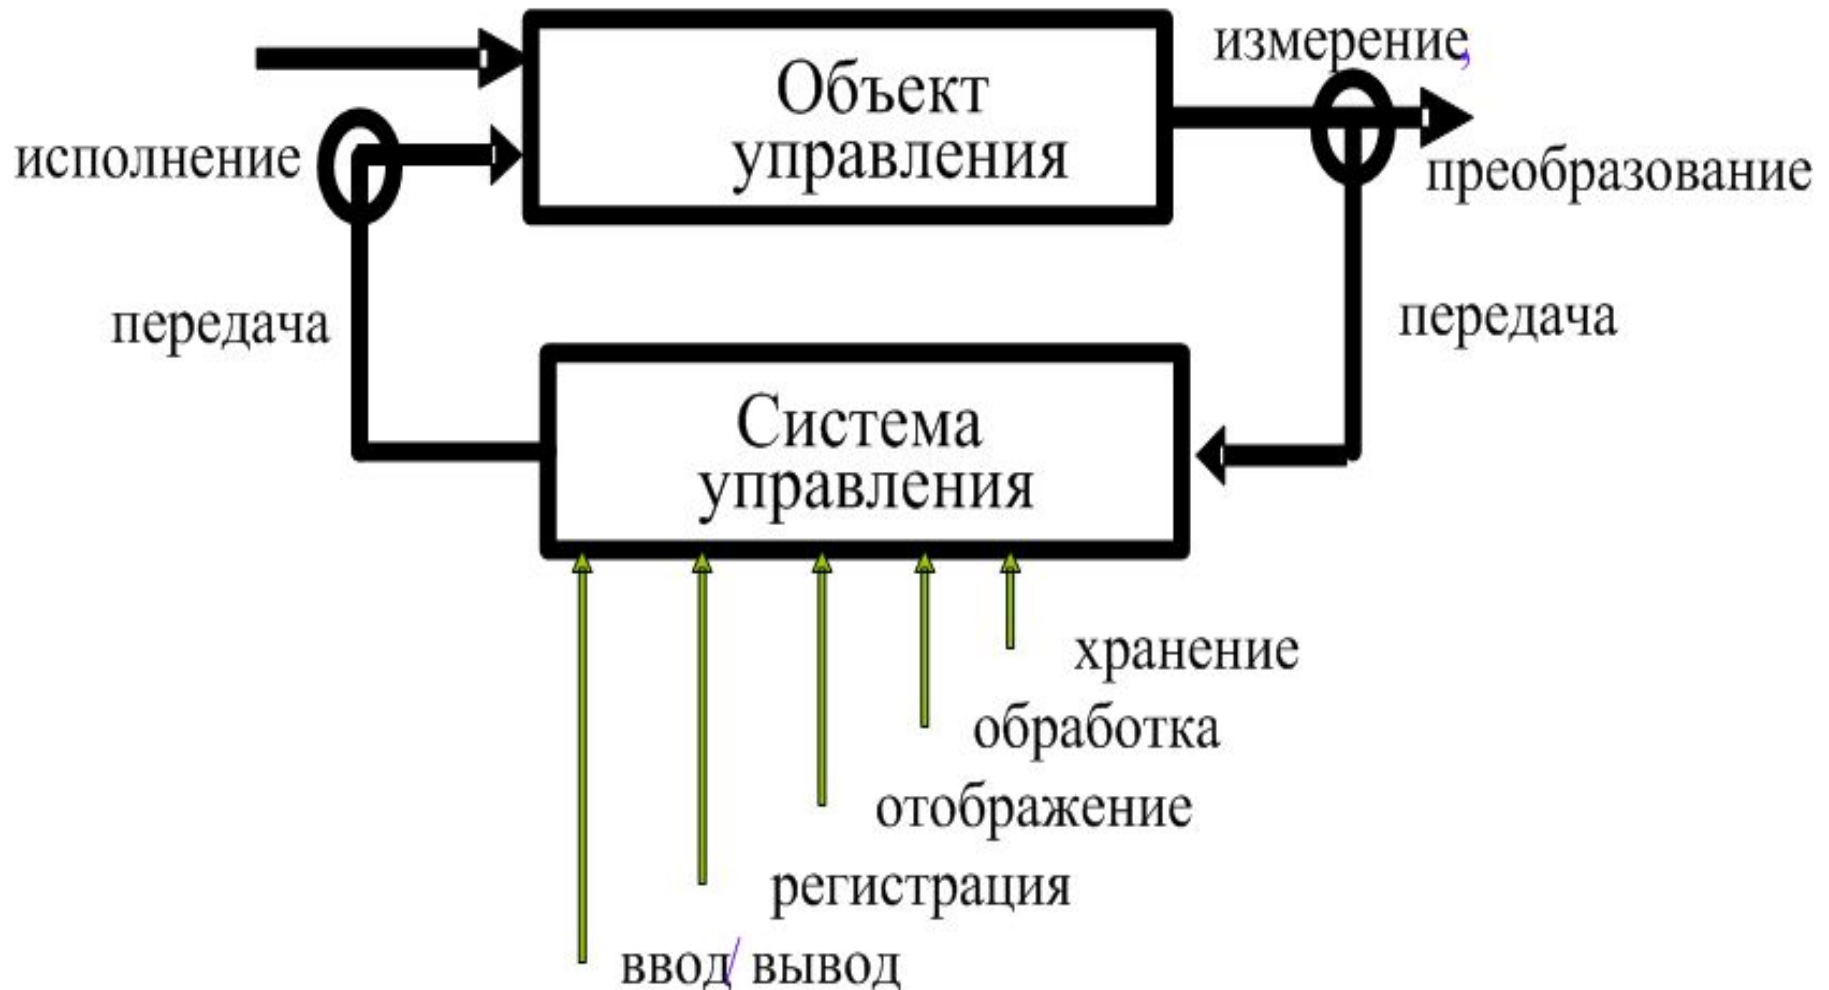 измерение,
Объект
управления
исполнение
преобразование
передача
передача
Система
управления
хранение
обработка
отображение
регистрация
ввод/ вывод